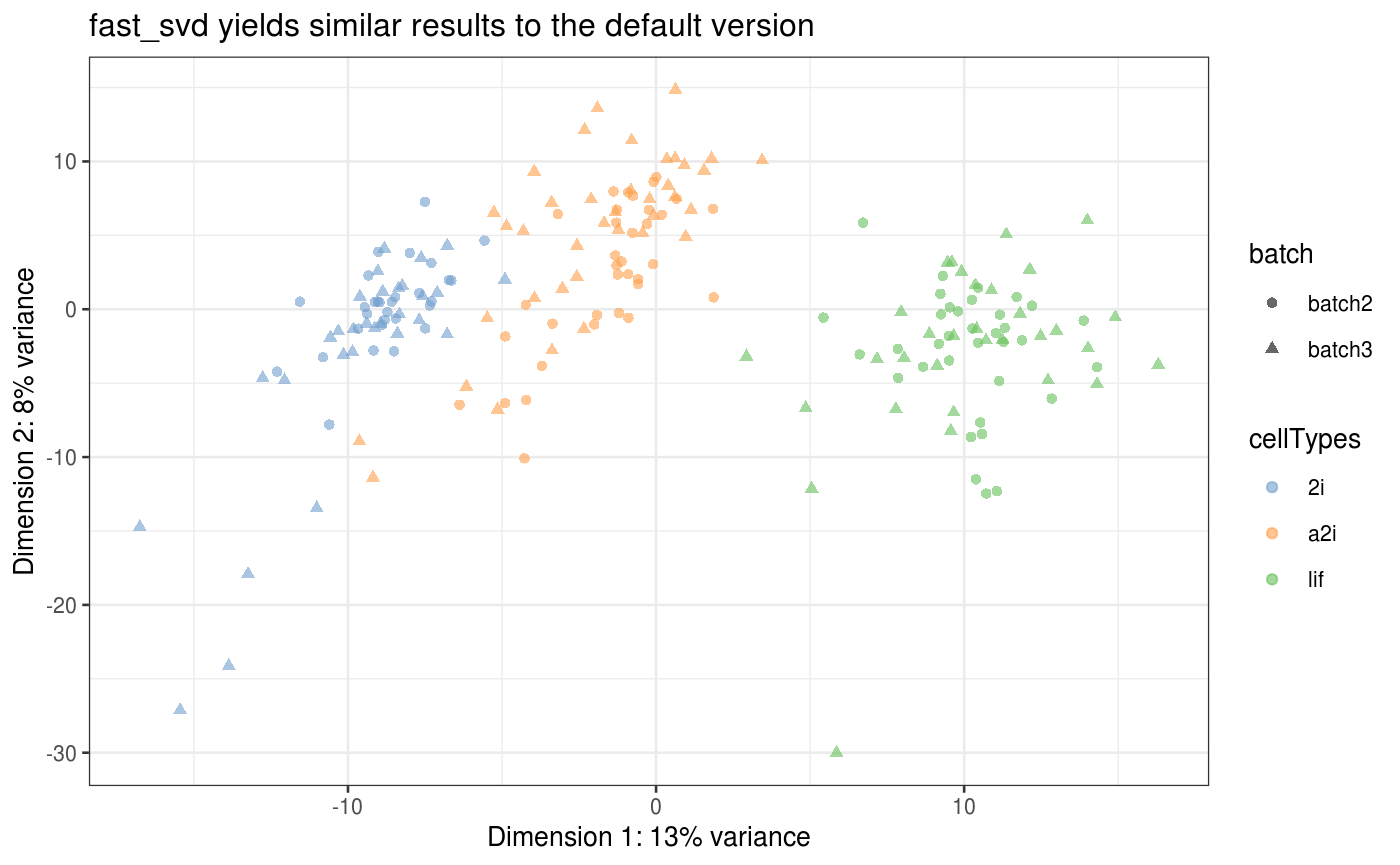 fast_svd yields similar results to the default version
Dimension 2: 8% variance
10
0
-10
-20
-30
-10
0
10
Dimension 1: 13% variance
batch
batch2
batch3
cellTypes
2i
a2i
lif